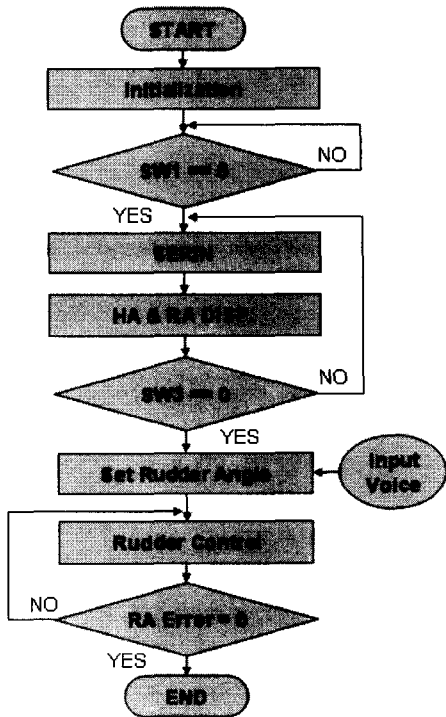 START
Initialization
SW1 == 0
NO
YES
SERIN
HA & RA DISP.
SW3 == 0
NO
YES
Set Rudder Angle
Input
Voice
Rudder Control
NO
RA Error = 0
YES
END